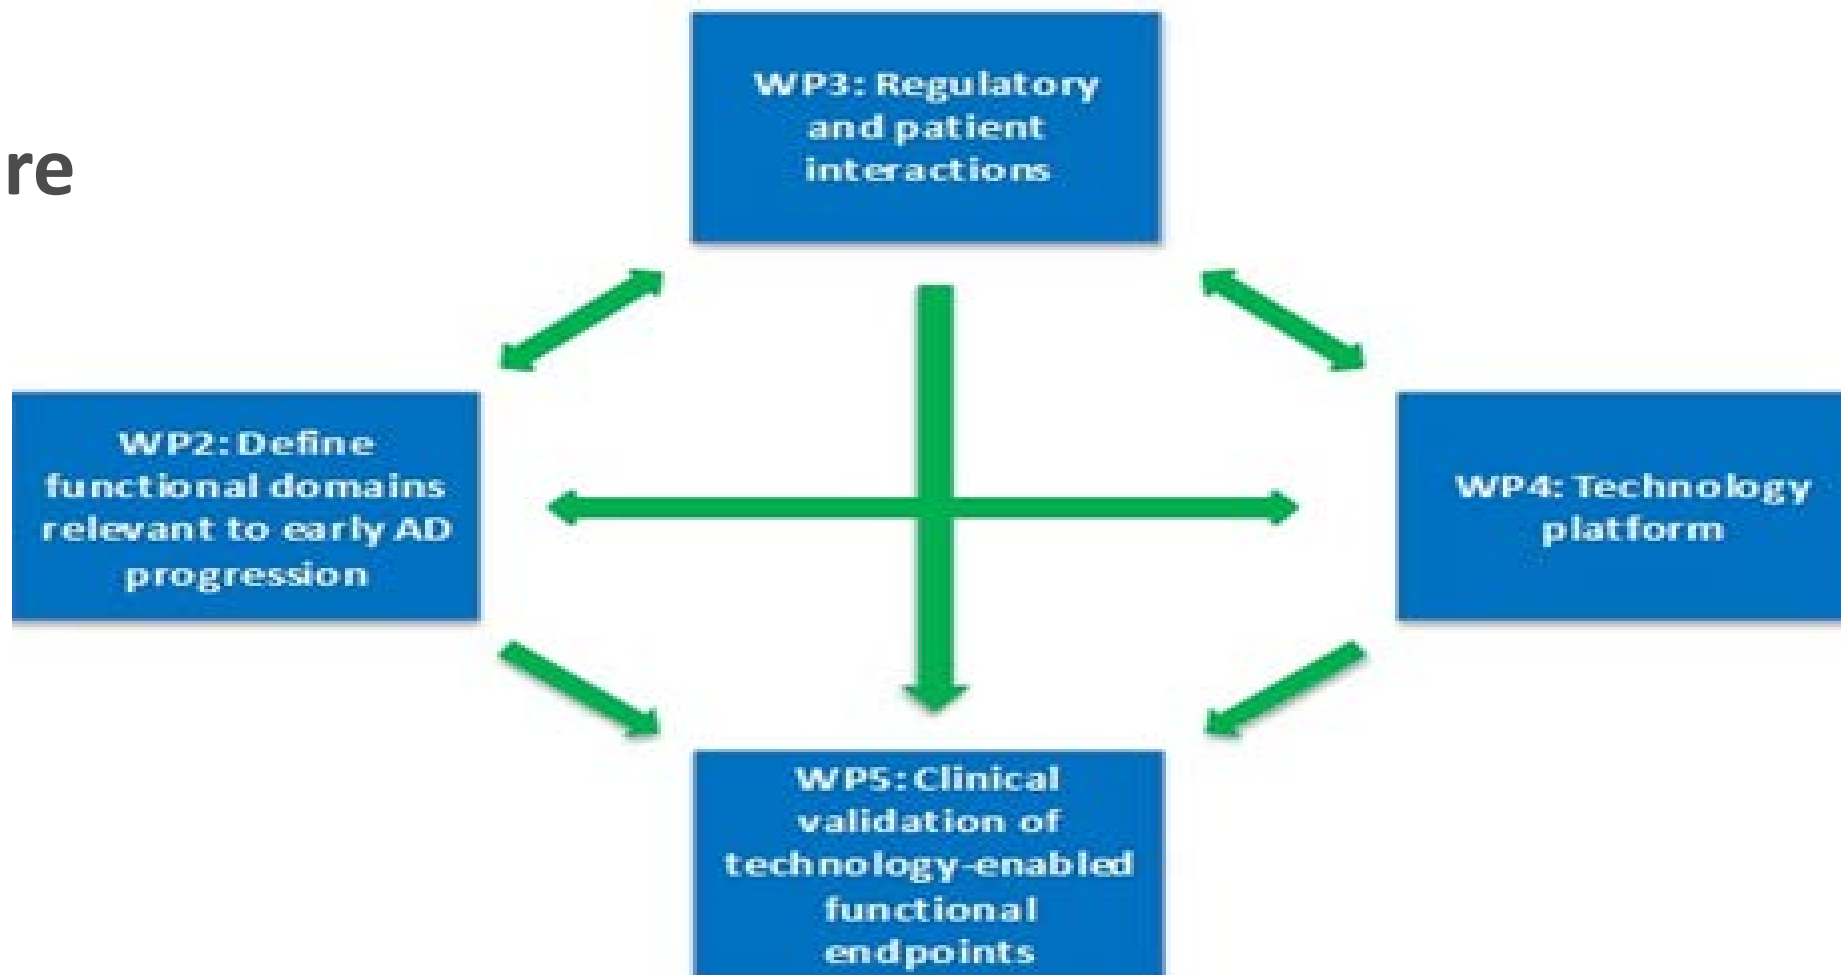 WP3: Regulatory
and patient
interactions
re
WP2: Define
functional domains
relevant to early AD
progression
WP4: Technology
platform
WP5: Clinical
validation of
technology-enabled
functional
endpoints